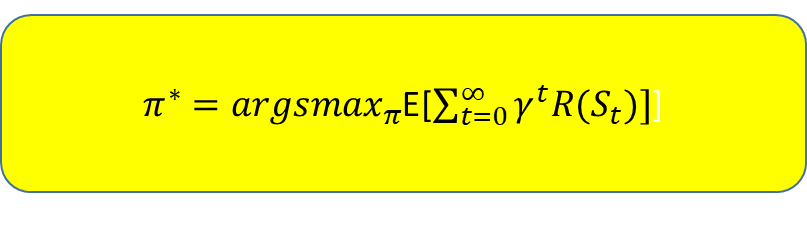 π* = argsmax_π E[∑_{t=0}^{∞} γ^t R(S_t)]]